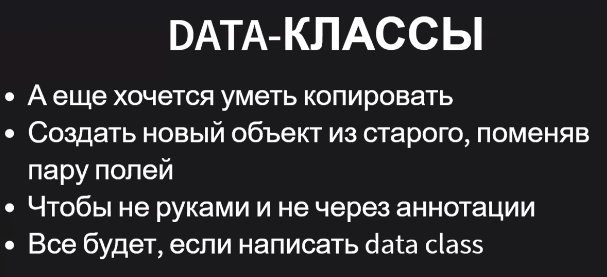 DATA-КЛАССЫ
• А еще хочется уметь копировать
• Создать новый объект из старого, поменяв
пару полей
• Чтобы не руками и не через аннотации
• Все будет, если написать data class